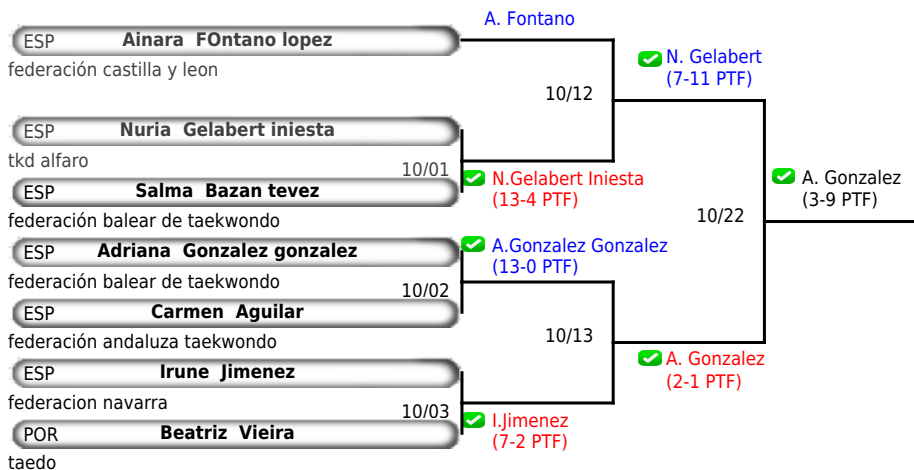 A. Fontano
ESP Ainara FOntano lopez
federación castilla y leon
N. Gelabert
(7-11 PTF)
10/12
ESP Nuria Gelabert iniesta
tkd alfaro
10/01
N.Gelabert Iniesta
(13-4 PTF)
ESP Salma Bazan tevez
federación balear de taekwondo
A. Gonzalez
(3-9 PTF)
10/22
ESP Adriana Gonzalez gonzalez
federación balear de taekwondo
10/02
A.Gonzalez Gonzalez
(13-0 PTF)
ESP Carmen Aguilar
federación andaluza taekwondo
10/13
A. Gonzalez
(2-1 PTF)
ESP Irune Jimenez
federacion navarra
10/03
I.Jimenez
(7-2 PTF)
POR Beatriz Vieira
taedo